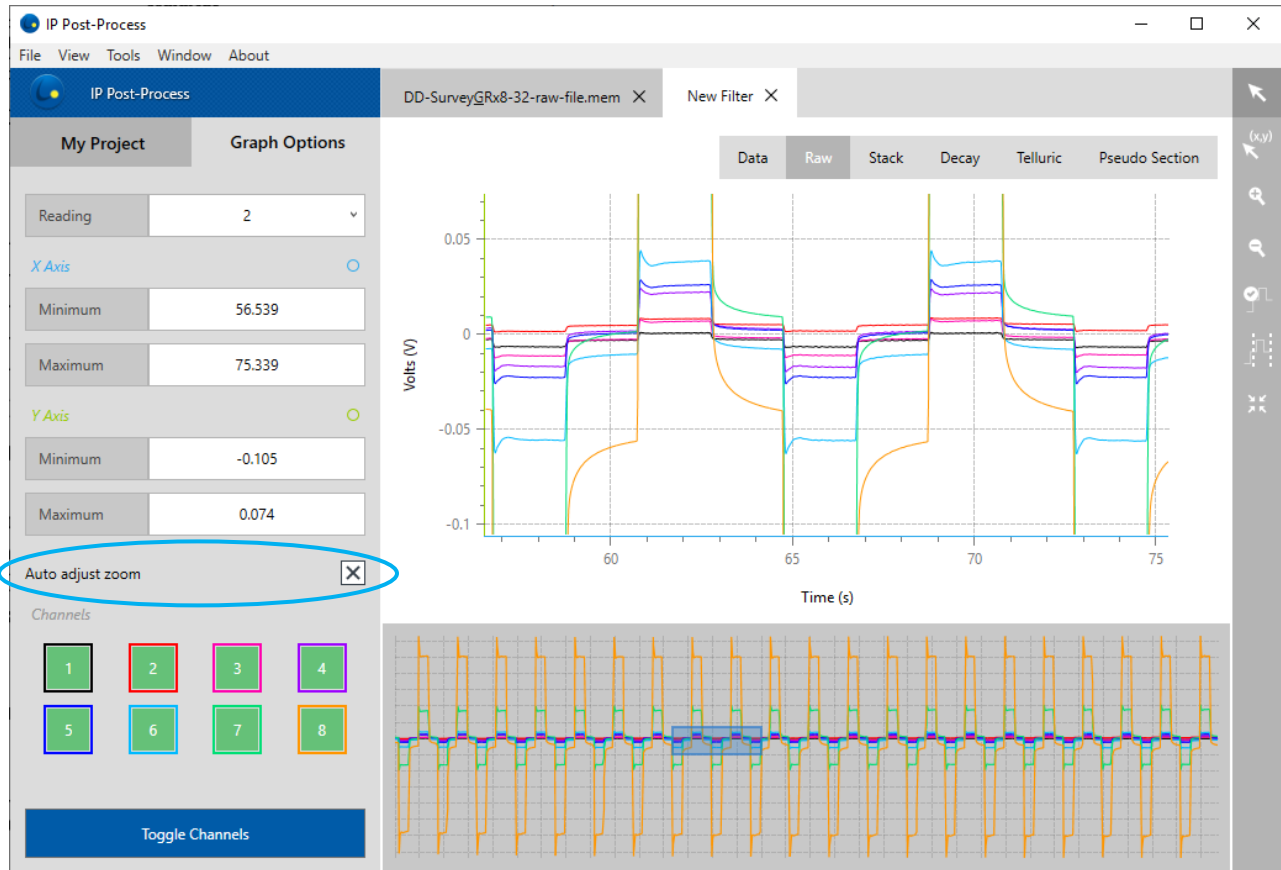 IP Post-Process
File View Tools Window About
IP Post-Process
DD-SurveyGRx8-32-raw-file.mem
New Filter
My Project
Graph Options
Data Raw Stack Decay Telluric Pseudo Section
(x,y)
Reading 2
X Axis
Minimum 56.539
Maximum 75.339
Y Axis
Minimum -0.105
Maximum 0.074
Auto adjust zoom
Channels
1 2 3 4
5 6 7 8
Toggle Channels
0.05
0
-0.05
-0.1
Volts (V)
60 65 70 75
Time (s)